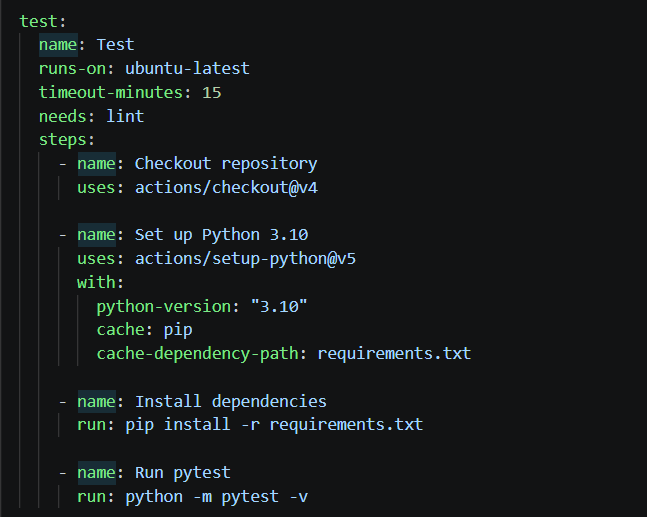 test:
  name: Test
  runs-on: ubuntu-latest
  timeout-minutes: 15
  needs: lint
  steps:
    - name: Checkout repository
      uses: actions/checkout@v4

    - name: Set up Python 3.10
      uses: actions/setup-python@v5
      with:
        python-version: "3.10"
        cache: pip
        cache-dependency-path: requirements.txt

    - name: Install dependencies
      run: pip install -r requirements.txt

    - name: Run pytest
      run: python -m pytest -v